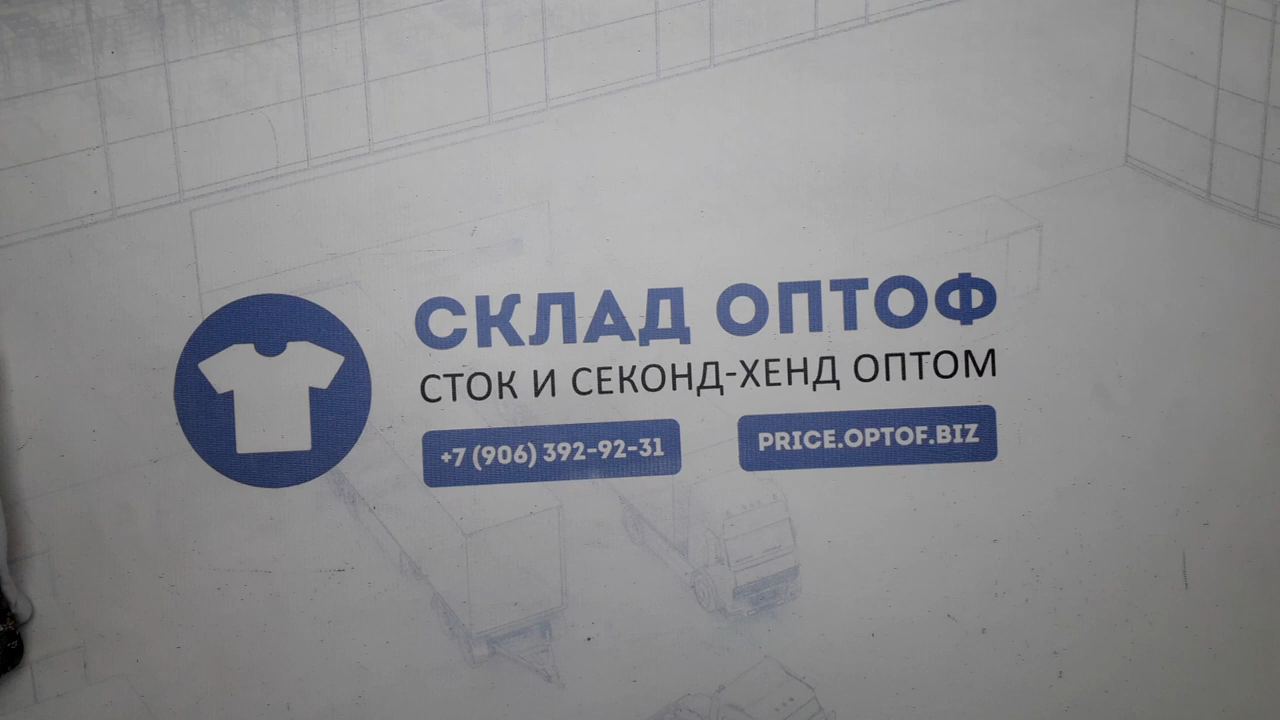 СКЛАД ОПТОФ
СТОК И СЕКОНД-ХЕНД ОПТОМ
+7 (906) 392-92-31
PRICE.OPTOF.BIZ